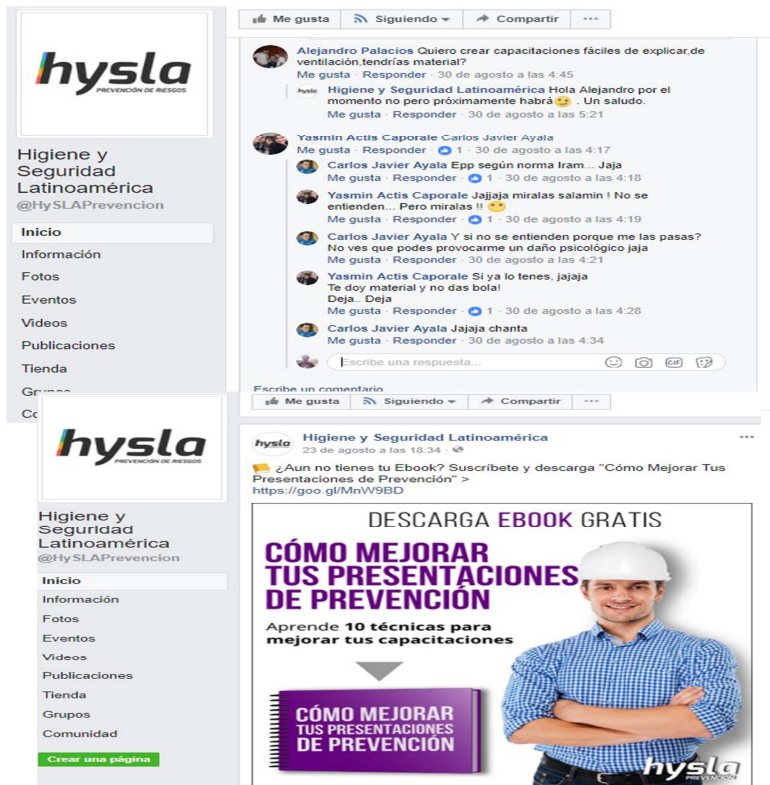 hysla
PREVENCIÓN DE RIESGOS
Higiene y
Seguridad
Latinoamérica
@HySLAPrevencion
Inicio
Información
Fotos
Eventos
Videos
Publicaciones
Tienda
Grupos
Me gusta Siguiendo Compartir ...
Alejandro Palacios Quiero crear capacitaciones fáciles de explicar,de
ventilación,tendrías material?
Me gusta · Responder · 30 de agosto a las 4:45
hysla
Higiene y Seguridad Latinoamérica Hola Alejandro por el
momento no pero próximamente habrá😉 . Un saludo.
Me gusta · Responder · 30 de agosto a las 5:21
Yasmin Actis Caporale Carlos Javier Ayala
Me gusta · Responder · 1 · 30 de agosto a las 4:17
Carlos Javier Ayala Epp según norma Iram... Jaja
Me gusta · Responder · 1 · 30 de agosto a las 4:18
Yasmin Actis Caporale Jajjaja miralas salamin ! No se
entienden... Pero miralas !!
Me gusta · Responder · 1 · 30 de agosto a las 4:19
Carlos Javier Ayala Y si no se entienden porque me las pasas?
No ves que podes provocarme un daño psicológico jaja
Me gusta · Responder · 30 de agosto a las 4:21
Yasmin Actis Caporale Si ya lo tenes, jajaja
Te doy material y no das bola!
Deja.. Deja
Me gusta · Responder · 1 · 30 de agosto a las 4:28
Carlos Javier Ayala Jajaja chanta
Me gusta · Responder · 30 de agosto a las 4:34
Escribe una respuesta...
GIF
Escribe un comentario
hysla
PREVENCIÓN DE RIESGOS
Higiene y
Seguridad
Latinoamérica
@HySLAPrevencion
Inicio
Información
Fotos
Eventos
Videos
Publicaciones
Tienda
Grupos
Comunidad
Crear una página
Me gusta Siguiendo Compartir ...
hysla
Higiene y Seguridad Latinoamérica
23 de agosto a las 18:34 ·
¿Aun no tienes tu Ebook? Suscríbete y descarga "Cómo Mejorar Tus
Presentaciones de Prevención" >
https://goo.gl/MnW9BD
DESCARGA EBOOK GRATIS
CÓMO MEJORAR
TUS PRESENTACIONES
DE PREVENCIÓN
Aprende 10 técnicas para
mejorar tus capacitaciones
CÓMO MEJORAR
TUS PRESENTACIONES
DE PREVENCIÓN
hysla
PREVENCIÓN